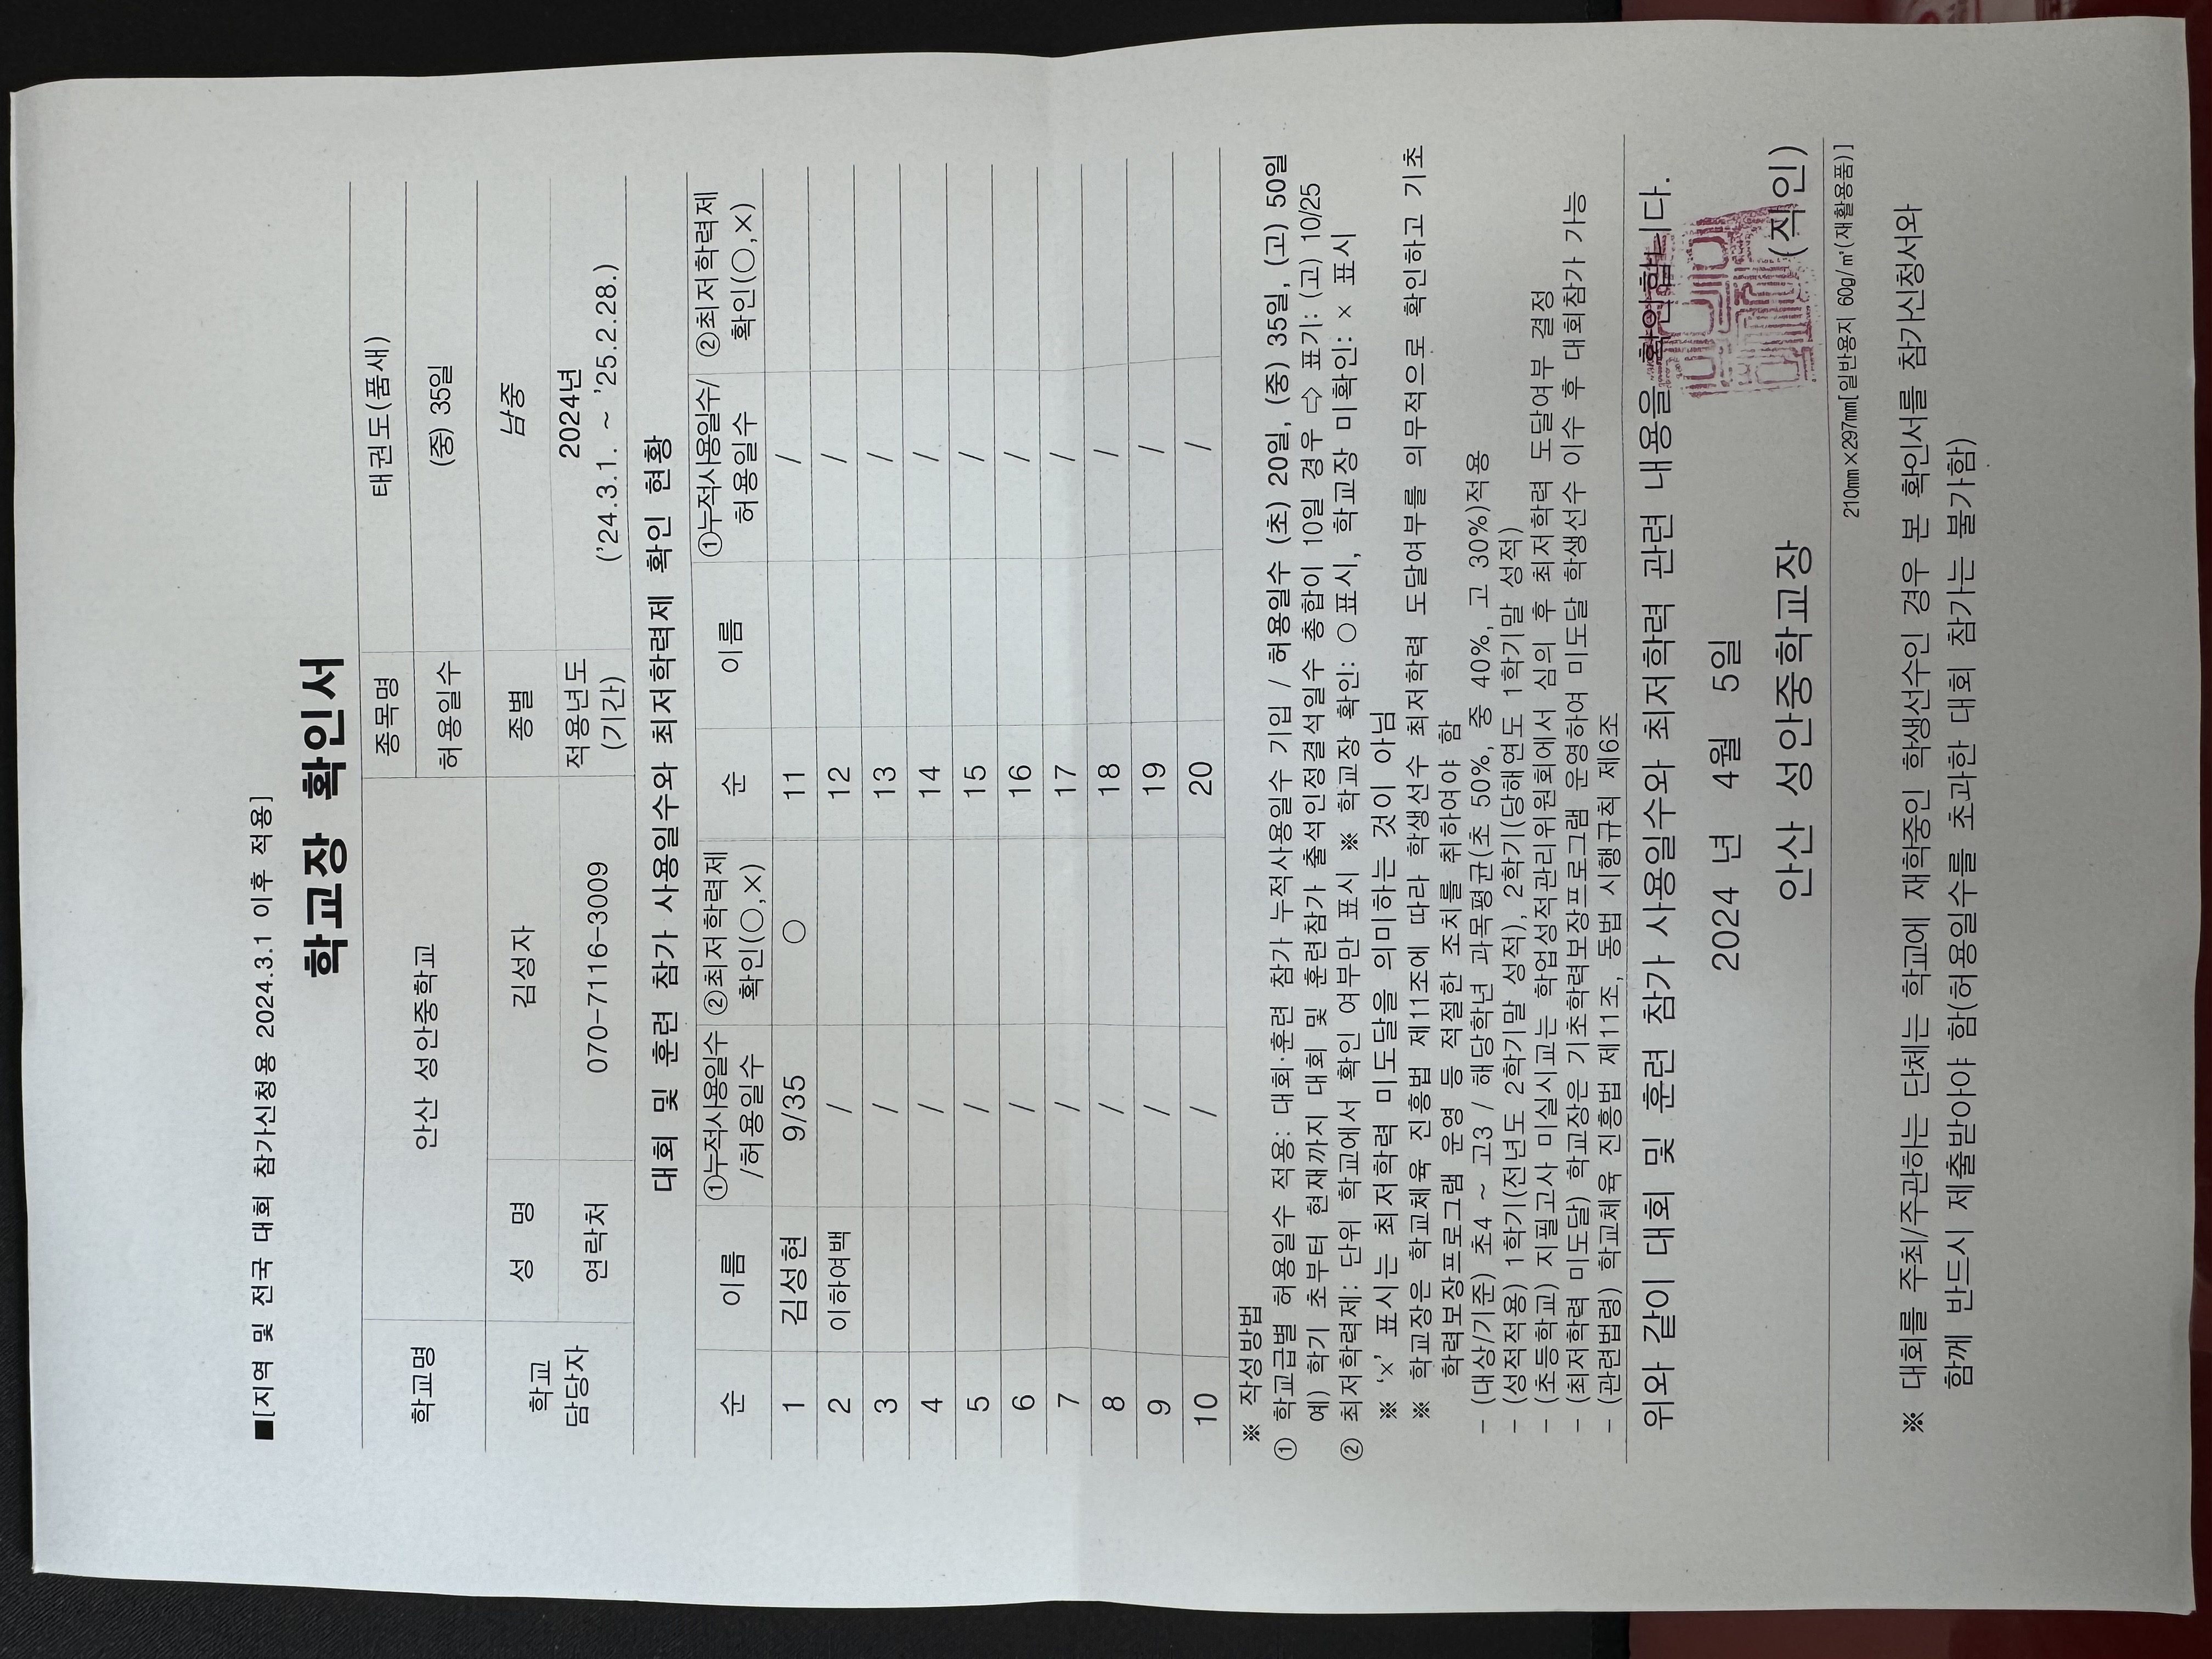 ■[지역 및 전국 대회 참가신청용 2024.3.1 이후 적용]
학교장 확인서
학교명 안산 성안중학교 종목명 태권도(품새)
허용일수 (중) 35일
학교 담당자 성 명 김성자 종별 남중
연락처 070-7116-3009 적용년도 (기간) 2024년 ('24.3.1. ~ '25.2.28.)
대회 및 훈련 참가 사용일수와 최저학력제 확인 현황
순 이름 ①누적사용일수 /허용일수 ②최저학력제 확인(○,×) 순 이름 ①누적사용일수/ 허용일수 ②최저학력제 확인(○,×)
1 김성현 9/35 ○ 11 /
2 이하여백 / 12 /
3 / 13 /
4 / 14 /
5 / 15 /
6 / 16 /
7 / 17 /
8 / 18 /
9 / 19 /
10 / 20 /
※ 작성방법
① 학교급별 허용일수 적용: 대회·훈련 참가 누적사용일수 기입 / 허용일수 (초) 20일, (중) 35일, (고) 50일
예) 학기 초부터 현재까지 대회 및 훈련참가 출석인정결석일수 총합이 10일 경우 ⇨ 표기: (고) 10/25
② 최저학력제: 단위 학교에서 확인 여부만 표시 ※ 학교장 확인: ○표시, 학교장 미확인: × 표시
※ '×' 표시는 최저학력 미도달을 의미하는 것이 아님
※ 학교장은 학교체육 진흥법 제11조에 따라 학생선수 최저학력 도달여부를 의무적으로 확인하고 기초
학력보장프로그램 운영 등 적절한 조치를 취하여야 함
- (대상/기준) 초4 ~ 고3 / 해당학년 과목평균(초 50%, 중 40%, 고 30%)적용
- (성적적용) 1학기(전년도 2학기말 성적), 2학기(당해연도 1학기말 성적)
- (초등학교) 지필고사 미실시교는 학업성적관리위원회에서 심의 후 최저학력 도달여부 결정
- (최저학력 미도달) 학교장은 기초학력보장프로그램 운영하여 미도달 학생선수 이수 후 대회참가 가능
- (관련법령) 학교체육 진흥법 제11조, 동법 시행규칙 제6조
위와 같이 대회 및 훈련 참가 사용일수와 최저학력 관련 내용을 확인합니다.
2024 년 4월 5일
안산 성안중학교장 (직인)
210㎜×297㎜[일반용지 60g/㎡(재활용품)]
※ 대회를 주최/주관하는 단체는 학교에 재학중인 학생선수인 경우 본 확인서를 참가신청서와
함께 반드시 제출받아야 함(허용일수를 초과한 대회 참가는 불가함)